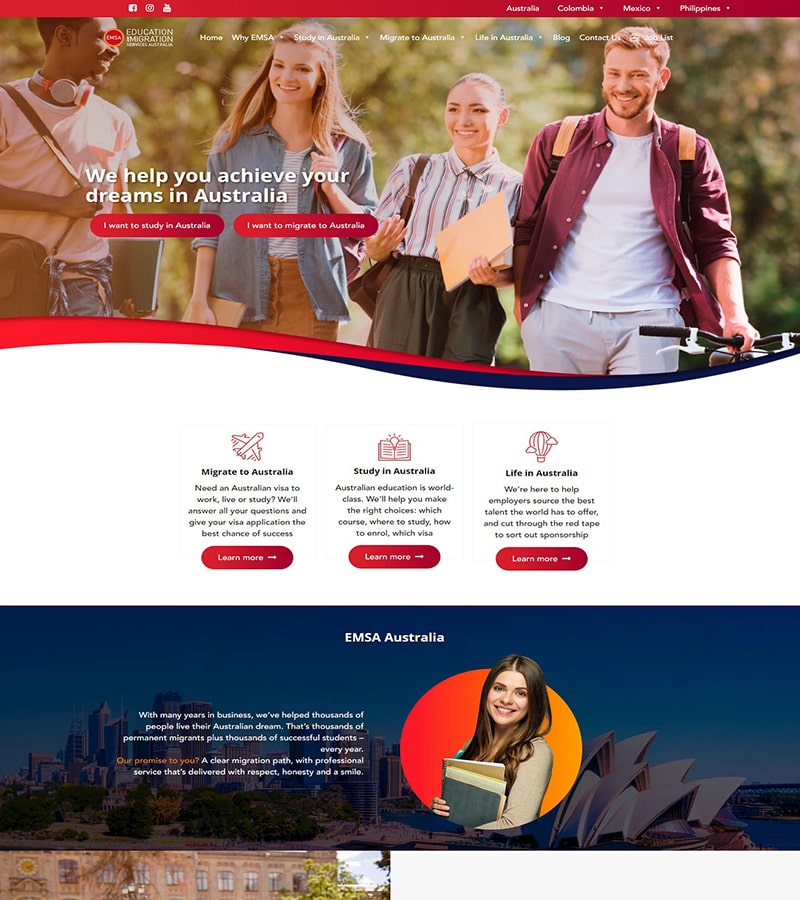 Australia Colombia Mexico Philippines
EMSA EDUCATION
IMMIGRATION
SERVICES AUSTRALIA
Home Why EMSA Study in Australia Migrate to Australia Life in Australia Blog Contact Us Job List
We help you achieve your
dreams in Australia
I want to study in Australia I want to migrate to Australia
Migrate to Australia
Need an Australian visa to
work, live or study? We'll
answer all your questions and
give your visa application the
best chance of success
Learn more
Study in Australia
Australian education is world-
class. We'll help you make
the right choices: which
course, where to study, how
to enrol, which visa
Learn more
Life in Australia
We're here to help
employers source the best
talent the world has to offer,
and cut through the red tape
to sort out sponsorship
Learn more
EMSA Australia
With many years in business, we've helped thousands of
people live their Australian dream. That's thousands of
permanent migrants plus thousands of successful students –
every year.
Our promise to you? A clear migration path, with professional
service that's delivered with respect, honesty and a smile.